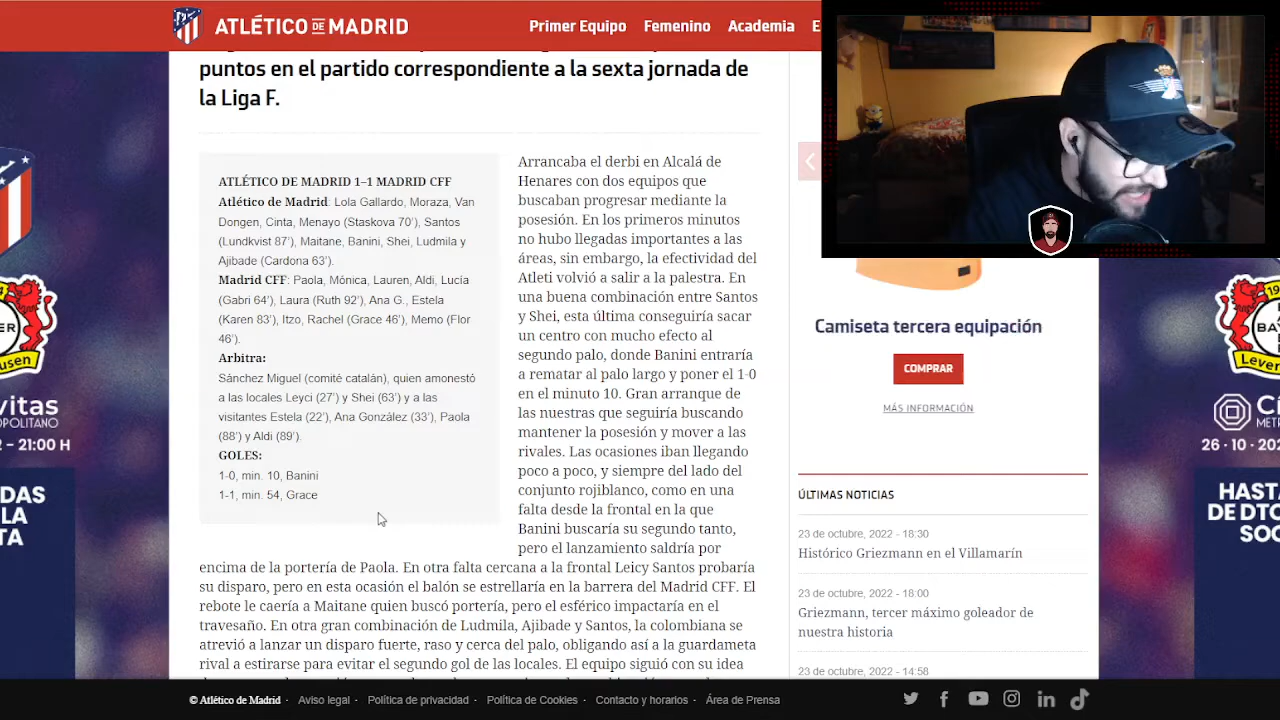 ATLÉTICO DE MADRID
Primer Equipo
Femenino
Academia
E
puntos en el partido correspondiente a la sexta jornada de
la Liga F.
ATLÉTICO DE MADRID 1–1 MADRID CFF
Atlético de Madrid: Lola Gallardo, Moraza, Van
Dongen, Cinta, Menayo (Staskova 70’), Santos
(Lundkvist 87’), Maitane, Banini, Shei, Ludmila y
Ajibade (Cardona 63’).
Madrid CFF: Paola, Mónica, Lauren, Aldi, Lucía
(Gabri 64’), Laura (Ruth 92’), Ana G., Estela
(Karen 83’), Itzo, Rachel (Grace 46’), Memo (Flor
46’).
Arbitra:
Sánchez Miguel (comité catalán), quien amonestó
a las locales Leyci (27’) y Shei (63’) y a las
visitantes Estela (22’), Ana González (33’), Paola
(88’) y Aldi (89’).
GOLES:
1-0, min. 10, Banini
1-1, min. 54, Grace
Arrancaba el derbi en Alcalá de
Henares con dos equipos que
buscaban progresar mediante la
posesión. En los primeros minutos
no hubo llegadas importantes a las
áreas, sin embargo, la efectividad del
Atleti volvió a salir a la palestra. En
una buena combinación entre Santos
y Shei, esta última conseguiría sacar
un centro con mucho efecto al
segundo palo, donde Banini entraría
a rematar al palo largo y poner el 1-0
en el minuto 10. Gran arranque de
las nuestras que seguiría buscando
mantener la posesión y mover a las
rivales. Las ocasiones iban llegando
poco a poco, y siempre del lado del
conjunto rojiblanco, como en una
falta desde la frontal en la que
Banini buscaría su segundo tanto,
pero el lanzamiento saldría por
encima de la portería de Paola. En otra falta cercana a la frontal Leicy Santos probaría
su disparo, pero en esta ocasión el balón se estrellaría en la barrera del Madrid CFF. El
rebote le caería a Maitane quien buscó portería, pero el esférico impactaría en el
travesaño. En otra gran combinación de Ludmila, Ajibade y Santos, la colombiana se
atrevió a lanzar un disparo fuerte, raso y cerca del palo, obligando así a la guardameta
rival a estirarse para evitar el segundo gol de las locales. El equipo siguió con su idea
Camiseta tercera equipación
COMPRAR
MÁS INFORMACIÓN
ÚLTIMAS NOTICIAS
23 de octubre, 2022 - 18:30
Histórico Griezmann en el Villamarín
23 de octubre, 2022 - 18:00
Griezmann, tercer máximo goleador de
nuestra historia
23 de octubre, 2022 - 14:58
vitas
POLITANO
2 – 21:00 H
DAS
LA
TA
Cí
MET
26 · 10 · 202
HAST
DE DTO
SOC
© Atlético de Madrid · Aviso legal · Política de privacidad · Política de Cookies · Contacto y horarios · Área de Prensa